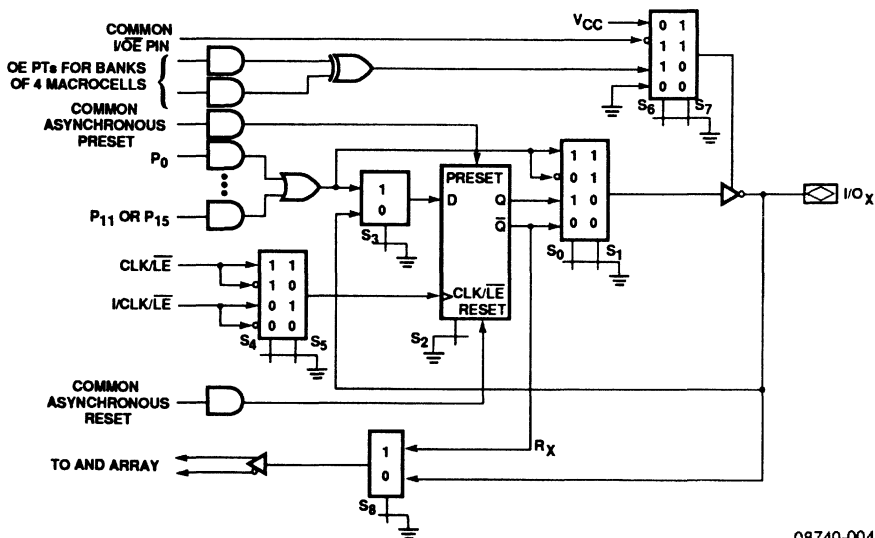 COMMON
I/OE PIN
OE PTs FOR BANKS
OF 4 MACROCELLS
COMMON
ASYNCHRONOUS
PRESET
P0
P11 OR P15
VCC
0 1
1 1
1 0
0 0
S6 S7
1
0
S3
PRESET
D Q
Q
CLK/LE
RESET
S2
1 1
0 1
1 0
0 0
S0 S1
I/OX
CLK/LE
I/CLK/LE
1 1
1 0
0 1
0 0
S4 S5
COMMON
ASYNCHRONOUS
RESET
TO AND ARRAY
1
0
S8
RX
08740-004